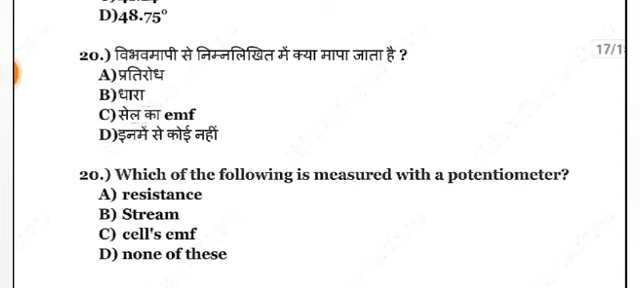 D)48.75°
20.) विभवमापी से निम्नलिखित में क्या मापा जाता है ?
17/1
A)प्रतिरोध
B)धारा
C)सेल का emf
D)इनमें से कोई नहीं
20.) Which of the following is measured with a potentiometer?
A) resistance
B) Stream
C) cell's emf
D) none of these